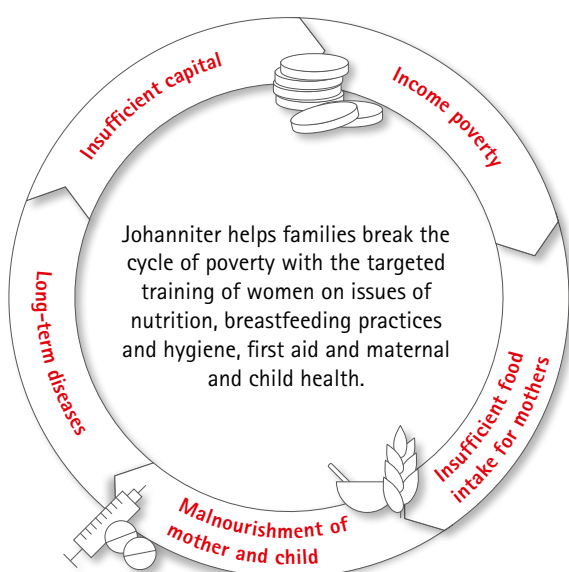 Insufficient capital
Income poverty
Johanniter helps families break the
cycle of poverty with the targeted
training of women on issues of
nutrition, breastfeeding practices
and hygiene, first aid and maternal
and child health.
Long-term diseases
Insufficient food
intake for mothers
Malnourishment of
mother and child